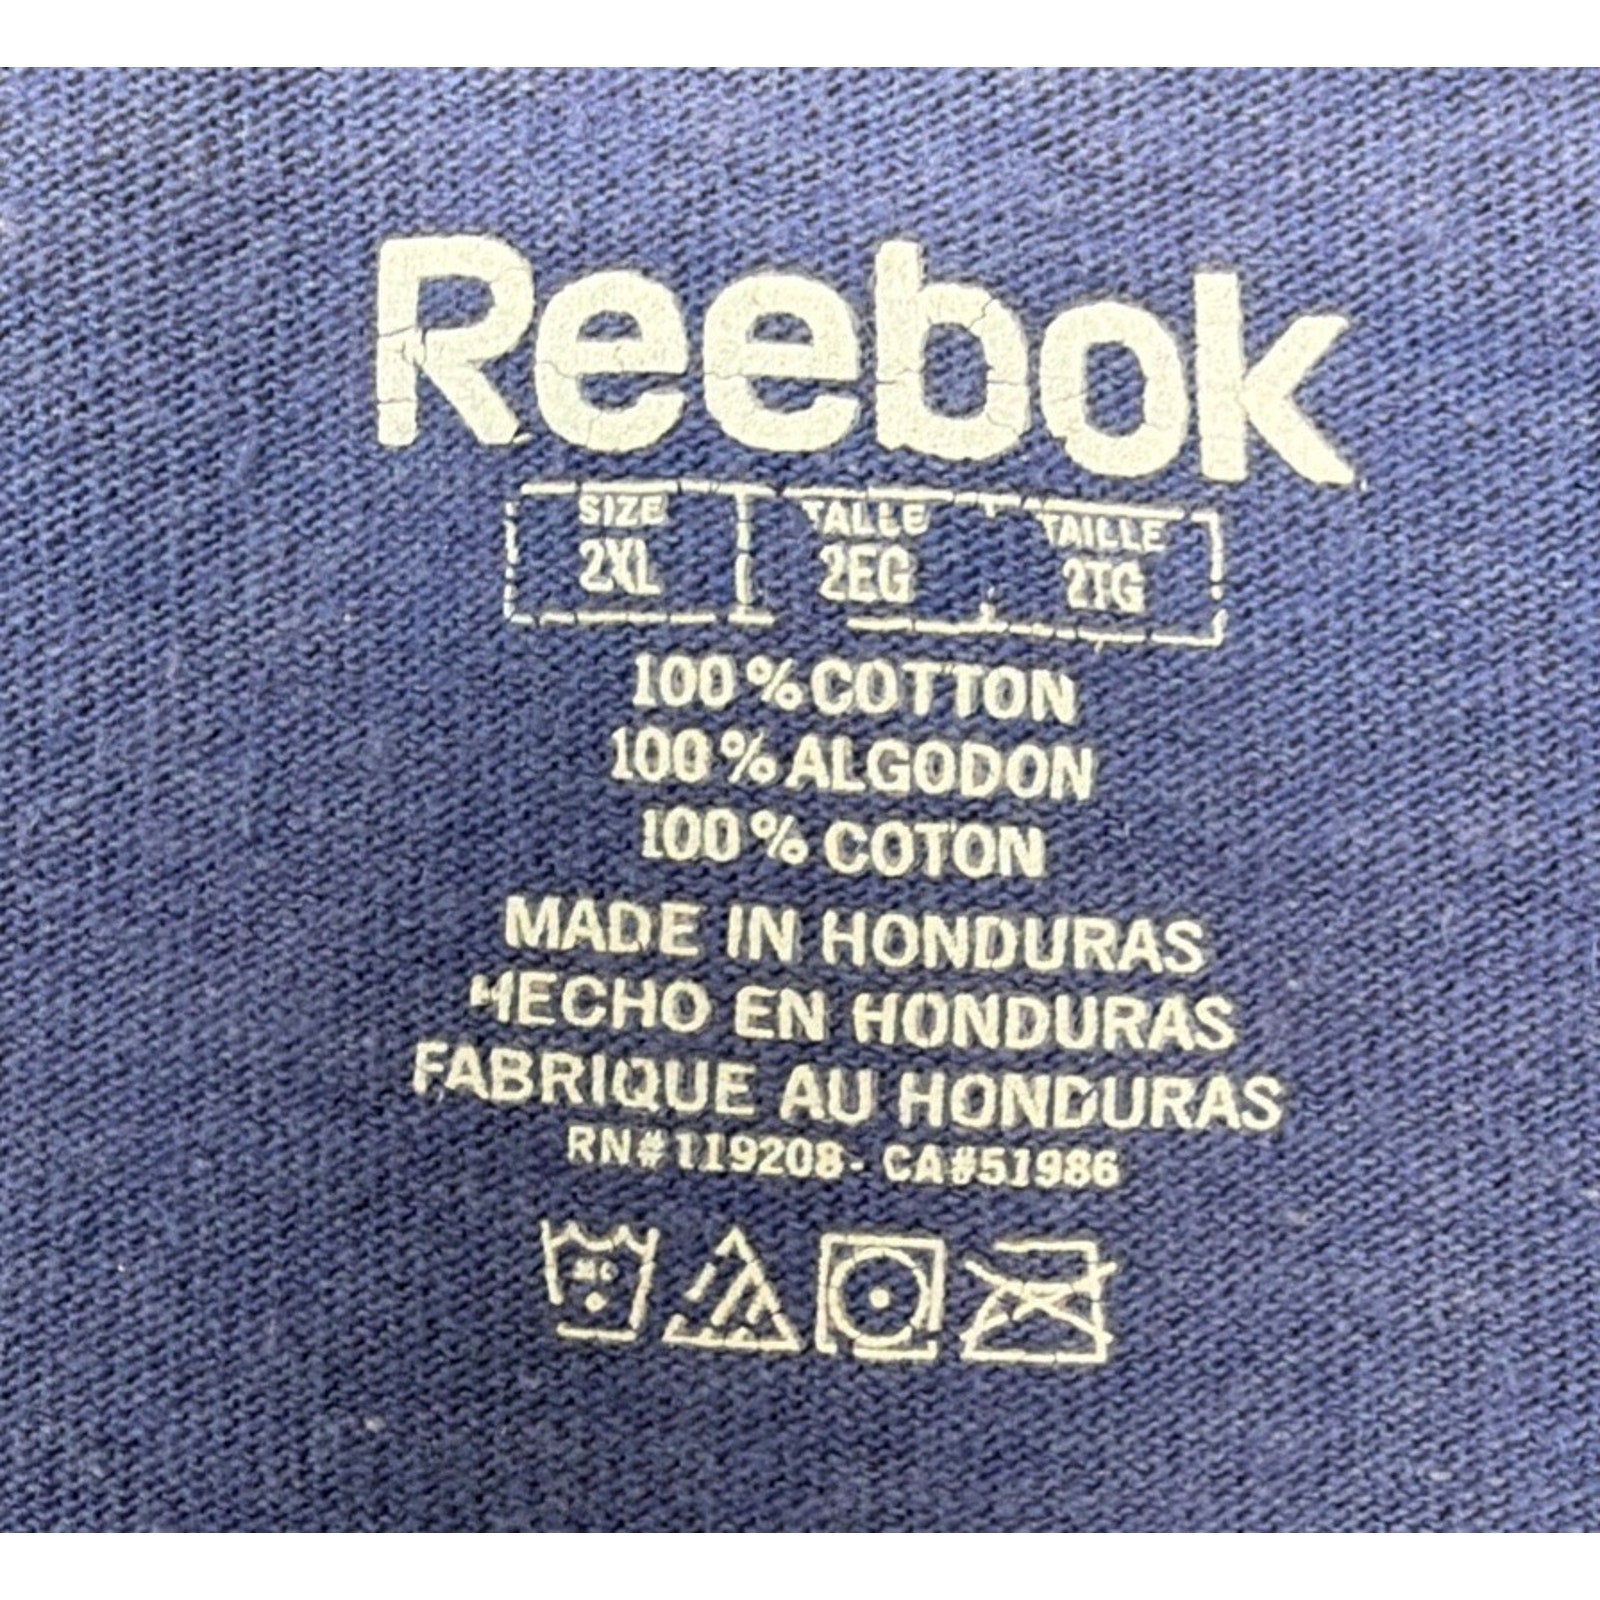 Reebok
SIZE TALLE TAILLE
2XL 2EG 2TG
100% COTTON
100% ALGODON
100% COTON
MADE IN HONDURAS
HECHO EN HONDURAS
FABRIQUE AU HONDURAS
RN#119208- CA#51986